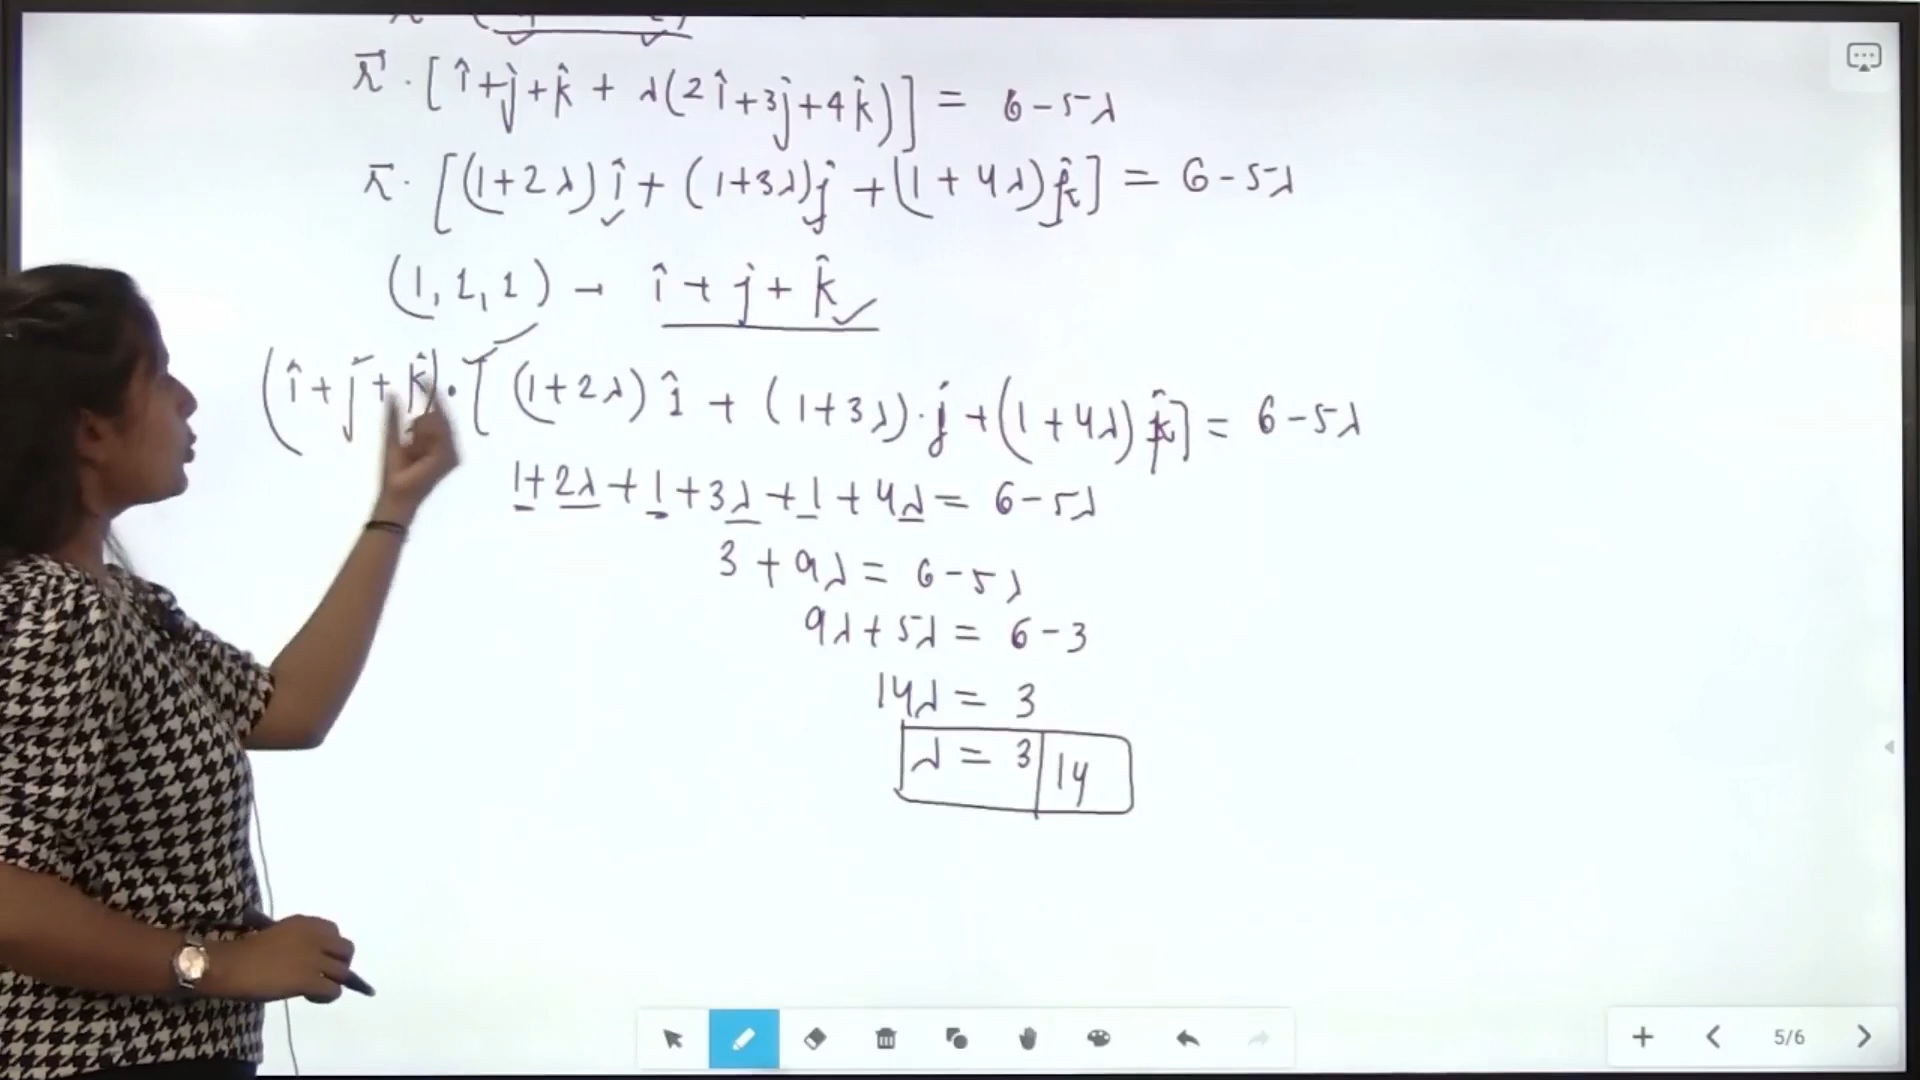 r⃗ · [î+ĵ+k̂ + λ(2î+3ĵ+4k̂)] = 6-5λ
r⃗ · [(1+2λ)î + (1+3λ)ĵ + (1+4λ)k̂] = 6-5λ
(1,1,1) → î + ĵ + k̂
(î+ĵ+k̂)·[(1+2λ)î + (1+3λ)·ĵ + (1+4λ)k̂] = 6-5λ
1+2λ+1+3λ+1+4λ = 6-5λ
3+9λ = 6-5λ
9λ+5λ = 6-3
14λ = 3
λ = 3/14
5/6